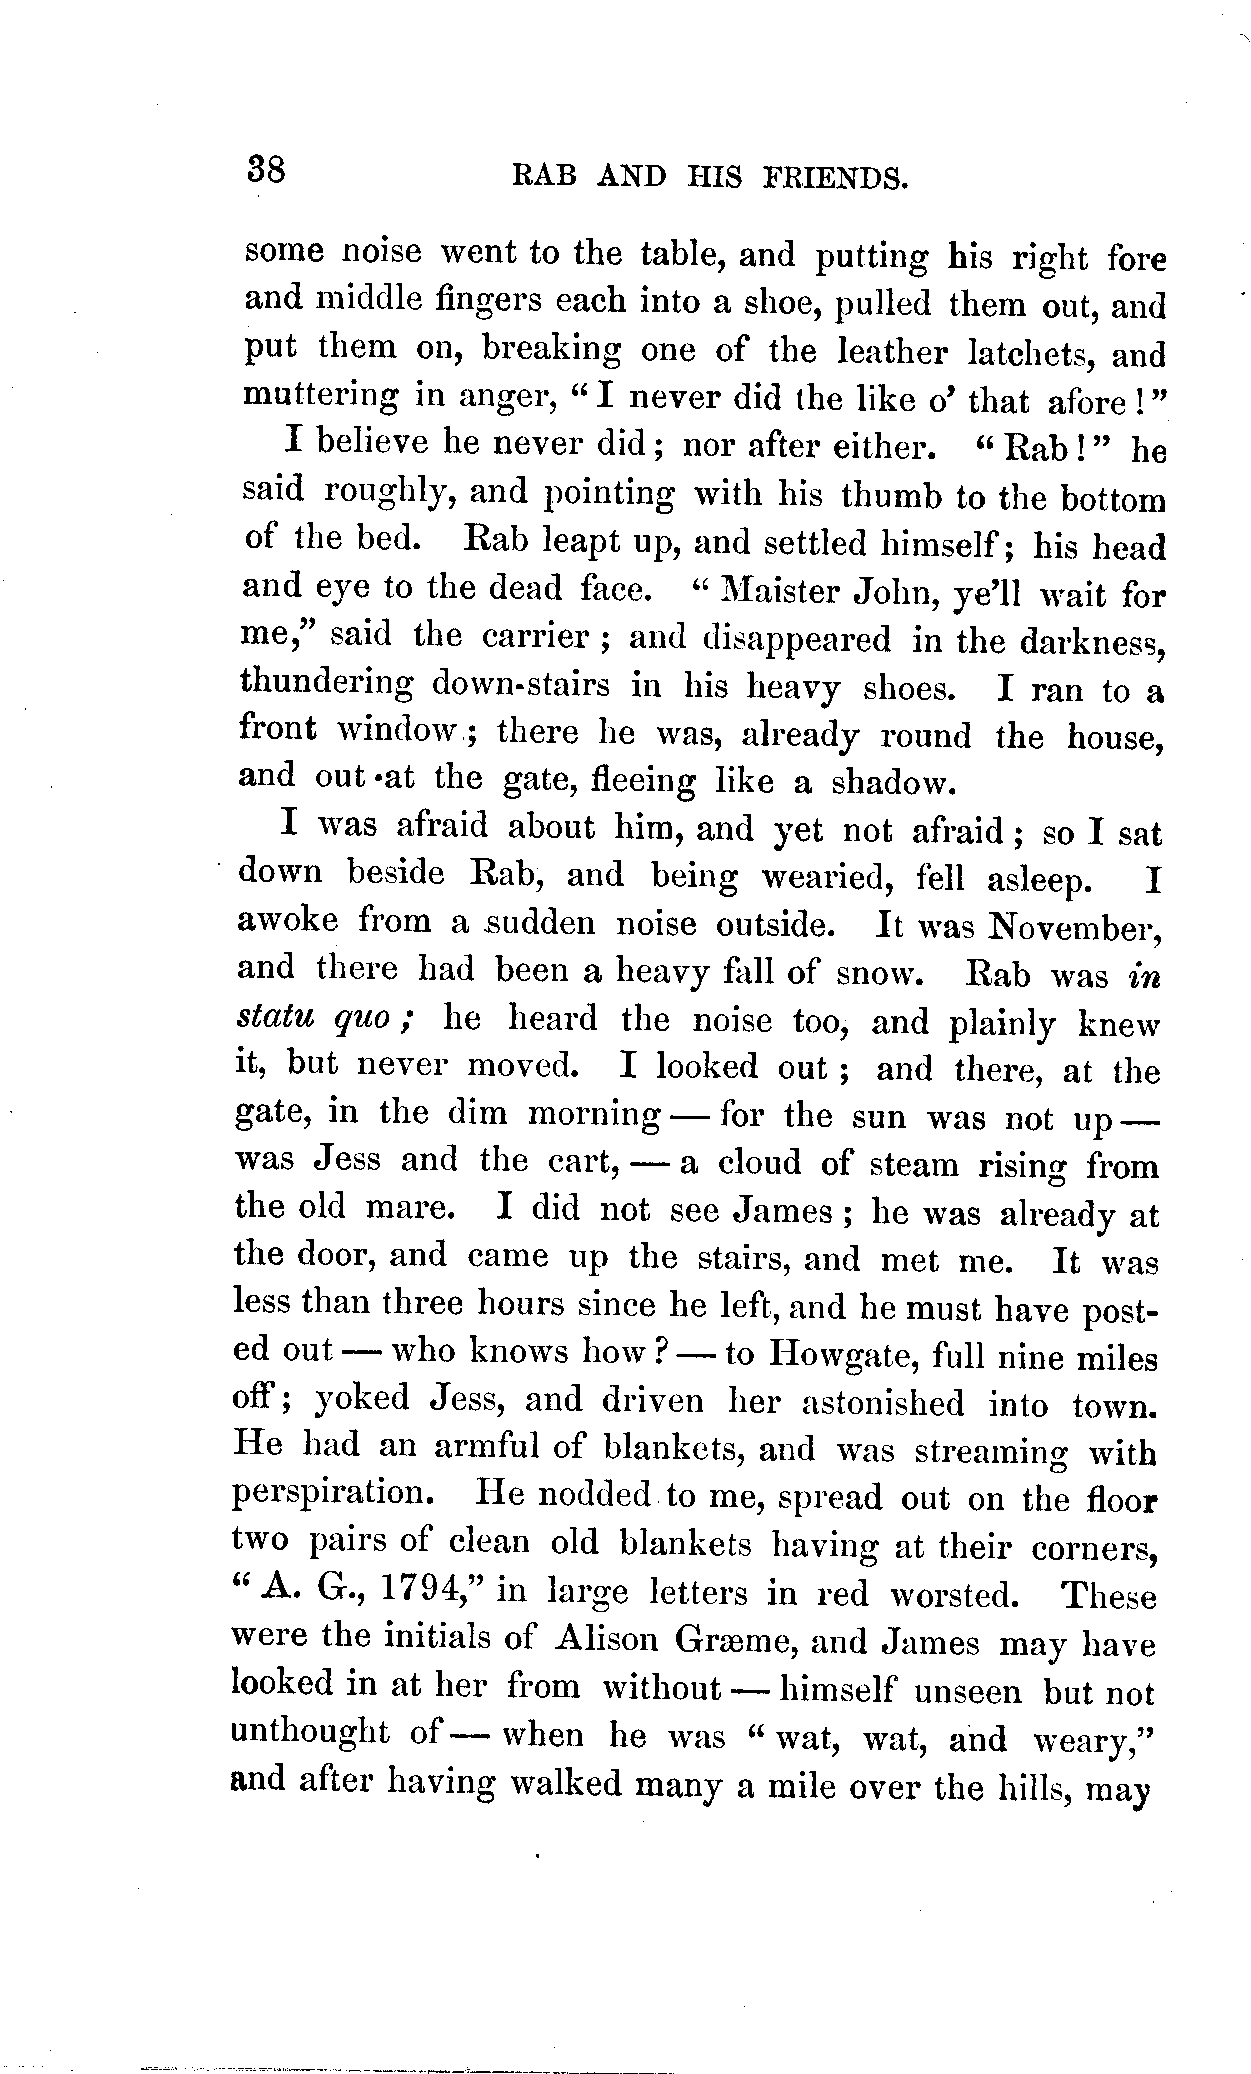 38 RAB AND HIS FRIENDS.
some noise went to the table, and putting his right fore
and middle fingers each into a shoe, pulled them out, and
put them on, breaking one of the leather latchets, and
muttering in anger, “ I never did the like o’ that afore ! ”
I believe he never did ; nor after either. “ Rab ! ” he
said roughly, and pointing with his thumb to the bottom
of the bed. Rab leapt up, and settled himself ; his head
and eye to the dead face. “ Maister John, ye’ll wait for
me,” said the carrier ; and disappeared in the darkness,
thundering down-stairs in his heavy shoes. I ran to a
front window ; there he was, already round the house,
and out at the gate, fleeing like a shadow.
I was afraid about him, and yet not afraid ; so I sat
down beside Rab, and being wearied, fell asleep. I
awoke from a sudden noise outside. It was November,
and there had been a heavy fall of snow. Rab was in
statu quo ; he heard the noise too, and plainly knew
it, but never moved. I looked out ; and there, at the
gate, in the dim morning — for the sun was not up —
was Jess and the cart, — a cloud of steam rising from
the old mare. I did not see James ; he was already at
the door, and came up the stairs, and met me. It was
less than three hours since he left, and he must have post-
ed out — who knows how ? — to Howgate, full nine miles
off ; yoked Jess, and driven her astonished into town.
He had an armful of blankets, and was streaming with
perspiration. He nodded to me, spread out on the floor
two pairs of clean old blankets having at their corners,
“ A. G., 1794,” in large letters in red worsted. These
were the initials of Alison Græme, and James may have
looked in at her from without — himself unseen but not
unthought of — when he was “ wat, wat, and weary,”
and after having walked many a mile over the hills, may